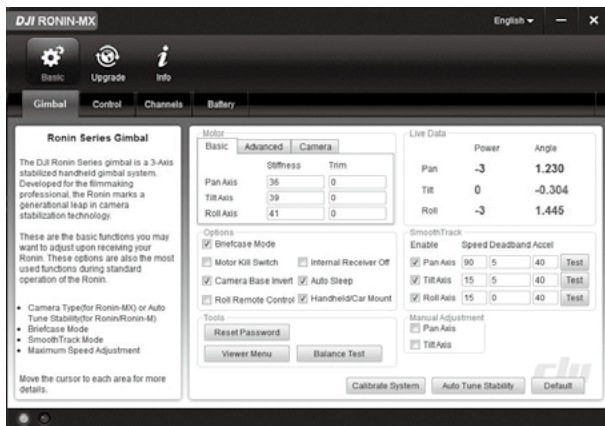 DJI RONIN-MX
English
Basic
Upgrade
Info
Gimbal Control Channels Battery
Ronin Series Gimbal
The DJI Ronin Series gimbal is a 3-Axis
stabilized handheld gimbal system.
Developed for the filmmaking
professional, the Ronin marks a
generational leap in camera
stabilization technology.
These are the basic functions you may
want to adjust upon receiving your
Ronin. These options are also the most
used functions during standard
operation of the Ronin.
Camera Type(for Ronin-MX) or Auto
Tune Stability(for Ronin/Ronin-M)
Briefcase Mode
SmoothTrack Mode
Maximum Speed Adjustment
Move the cursor to each area for more
details.
Motor
Basic Advanced Camera
Stiffness Trim
Pan Axis 36 0
Tilt Axis 39 0
Roll Axis 41 0
Options
Briefcase Mode
Motor Kill Switch Internal Receiver Off
Camera Base Invert Auto Sleep
Roll Remote Control Handheld/Car Mount
Tools
Reset Password
Viewer Menu Balance Test
Live Data
Power Angle
Pan -3 1.230
Tilt 0 -0.304
Roll -3 1.445
SmoothTrack
Enable Speed Deadband Accel
Pan Axis 90 5 40 Test
Tilt Axis 15 5 40 Test
Roll Axis 15 0 40 Test
Manual Adjustment
Pan Axis
Tilt Axis
dji
Calibrate System Auto Tune Stability Default